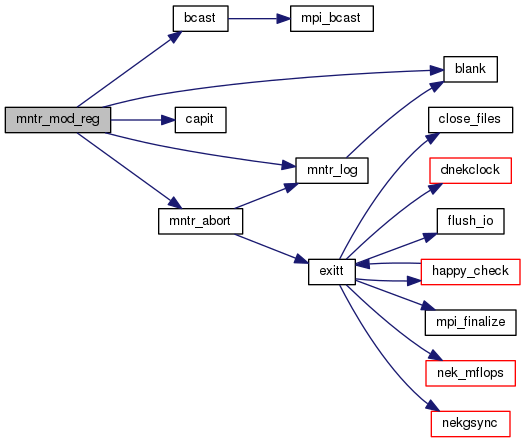 bcast
mpi_bcast
blank
mntr_mod_reg
capit
close_files
mntr_log
dnekclock
mntr_abort
flush_io
exitt
happy_check
mpi_finalize
nek_mflops
nekgsync